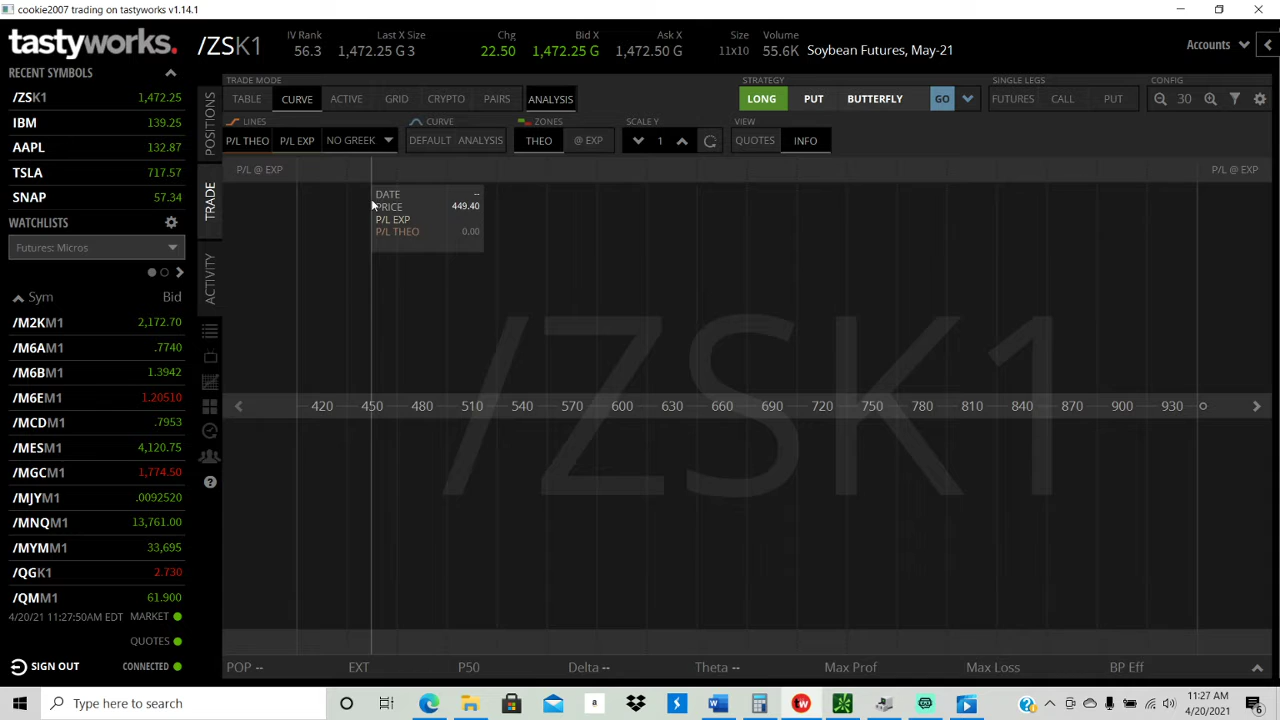 cookie2007 trading on tastyworks v1.14.1
tastyworks.
/ZSK1
IV Rank
56.3
Last X Size
1,472.25 G 3
Chg
22.50
Bid X
1,472.25 G
Ask X
1,472.50 G
Size
11x10
Volume
55.6K
Soybean Futures, May-21
Accounts
RECENT SYMBOLS
/ZSK1 1,472.25
IBM 139.25
AAPL 132.87
TSLA 717.57
SNAP 57.34
WATCHLISTS
Futures: Micros
Sym Bid
/M2KM1 2,172.70
/M6AM1 .7740
/M6BM1 1.3942
/M6EM1 1.20510
/MCDM1 .7953
/MESM1 4,120.75
/MGCM1 1,774.50
/MJYM1 .0092520
/MNQM1 13,761.00
/MYMM1 33,695
/QGK1 2.730
/QMM1 61.900
4/20/21 11:27:50AM EDT MARKET
QUOTES
SIGN OUT CONNECTED
POSITIONS
TRADE
ACTIVITY
TRADE MODE
TABLE CURVE ACTIVE GRID CRYPTO PAIRS ANALYSIS
STRATEGY
LONG PUT BUTTERFLY GO
SINGLE LEGS
FUTURES CALL PUT
CONFIG
30
LINES
P/L THEO P/L EXP NO GREEK
CURVE
DEFAULT ANALYSIS
ZONES
THEO @ EXP
SCALE Y
1
VIEW
QUOTES INFO
P/L @ EXP P/L @ EXP
DATE --
PRICE 449.40
P/L EXP
P/L THEO 0.00
/ZSK1
420 450 480 510 540 570 600 630 660 690 720 750 780 810 840 870 900 930
POP -- EXT P50 Delta -- Theta -- Max Prof Max Loss BP Eff
Type here to search
a
tw
11:27 AM
4/20/2021
6